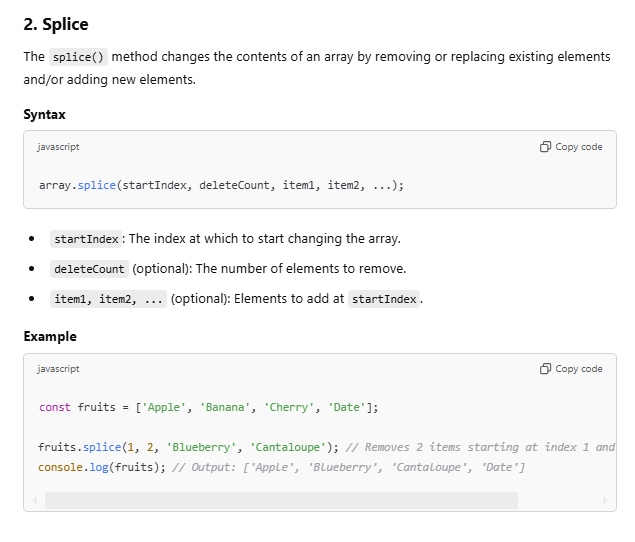 2. Splice
The splice() method changes the contents of an array by removing or replacing existing elements
and/or adding new elements.
Syntax
javascript
Copy code
array.splice(startIndex, deleteCount, item1, item2, ...);
startIndex: The index at which to start changing the array.
deleteCount (optional): The number of elements to remove.
item1, item2, ... (optional): Elements to add at startIndex.
Example
javascript
Copy code
const fruits = ['Apple', 'Banana', 'Cherry', 'Date'];
fruits.splice(1, 2, 'Blueberry', 'Cantaloupe'); // Removes 2 items starting at index 1 and
console.log(fruits); // Output: ['Apple', 'Blueberry', 'Cantaloupe', 'Date']